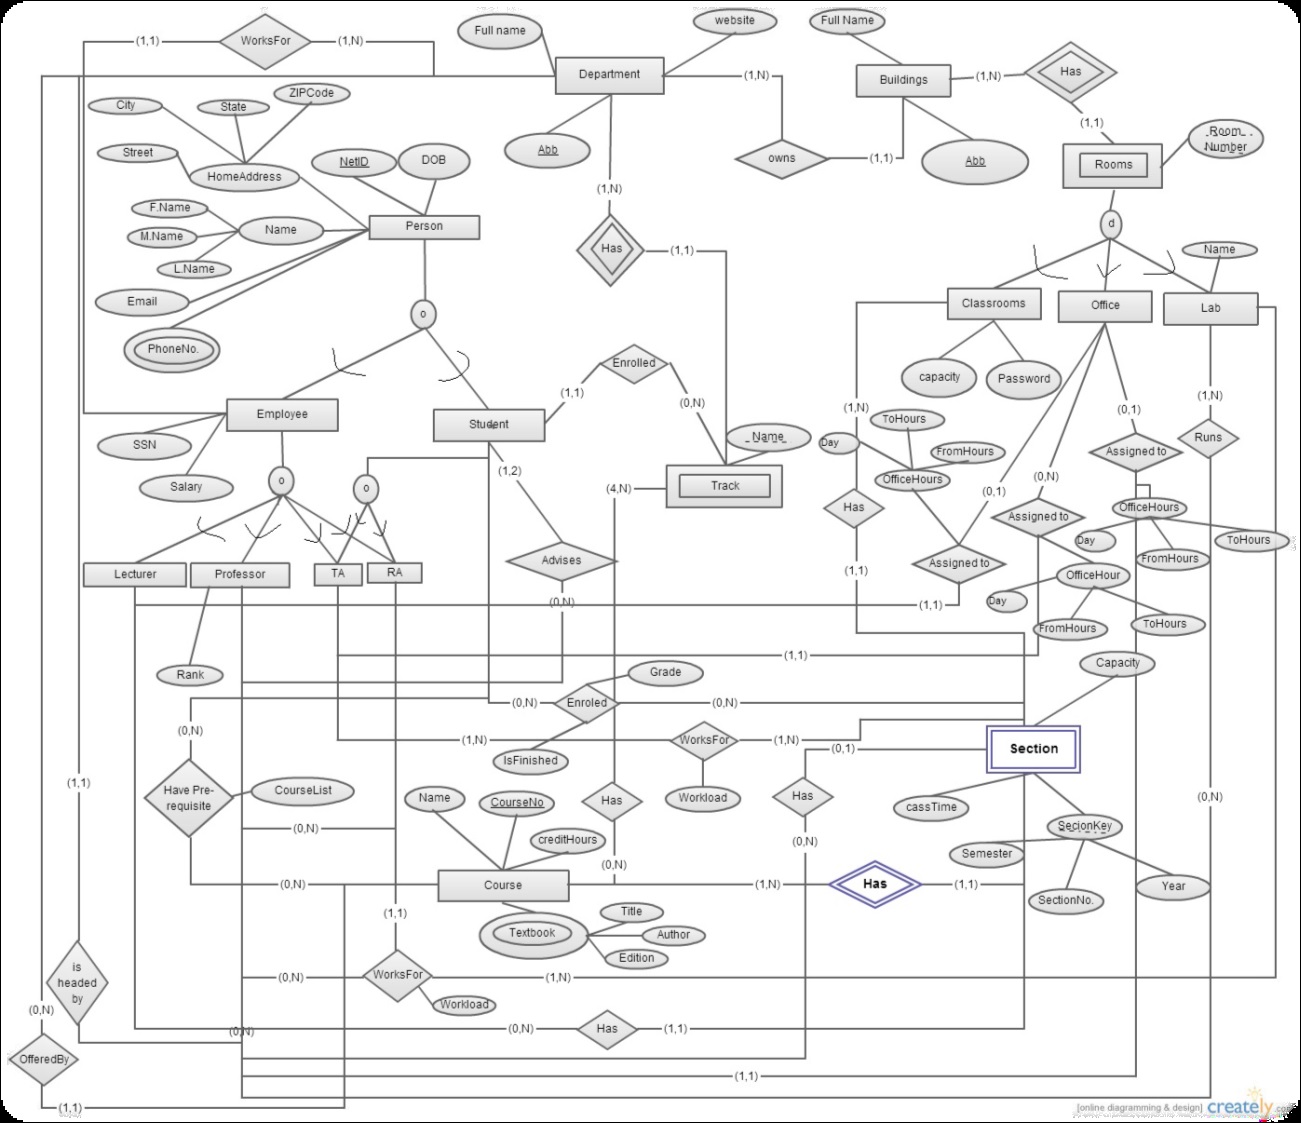 (1,1)
WorksFor
(1,N)
Full name
website
Full Name
Department
(1,N)
Buildings
(1,N)
Has
City
State
ZIPCode
Abb
owns
(1,1)
Abb
(1,1)
Room
Number
Street
HomeAddress
NetID
DOB
Rooms
F.Name
M.Name
L.Name
Name
Person
(1,N)
Has
(1,1)
d
Name
Email
PhoneNo.
o
Classrooms
Office
Lab
capacity
Password
Enrolled
(1,1)
(0,N)
Employee
Student
SSN
Salary
(1,2)
Name
Track
(4,N)
(1,N)
ToHours
Day
FromHours
OfficeHours
(0,1)
(1,N)
Runs
Assigned to
(0,N)
(0,1)
o
o
Has
Assigned to
OfficeHours
Day
FromHours
ToHours
Lecturer
Professor
TA
RA
Advises
(0,N)
(1,1)
Assigned to
(1,1)
OfficeHour
Day
FromHours
ToHours
Rank
(1,1)
Grade
Capacity
(0,N)
Enroled
(0,N)
(0,N)
IsFinished
(1,N)
WorksFor
(1,N)
Workload
(0,1)
Section
(1,1)
Have Pre-
requisite
CourseList
Name
CourseNo
creditHours
Has
Has
cassTime
SecionKey
Semester
SectionNo.
Year
(0,N)
(0,N)
(0,N)
(0,N)
(0,N)
Course
(1,N)
Has
(1,1)
(1,1)
Textbook
Title
Author
Edition
is
headed
by
(0,N)
WorksFor
(1,N)
Workload
(0,N)
(0,N)
(0,N)
Has
(1,1)
OfferedBy
(1,1)
(1,1)
[online diagramming & design] creately.com